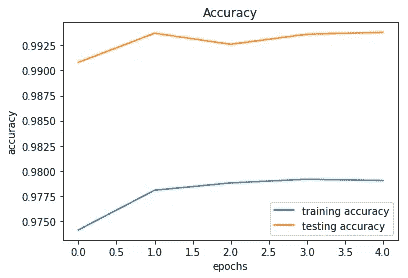 Accuracy
0.9925
0.9900
0.9875
0.9850
0.9825
0.9800
0.9775
0.9750
accuracy
training accuracy
testing accuracy
0.0 0.5 1.0 1.5 2.0 2.5 3.0 3.5 4.0
epochs